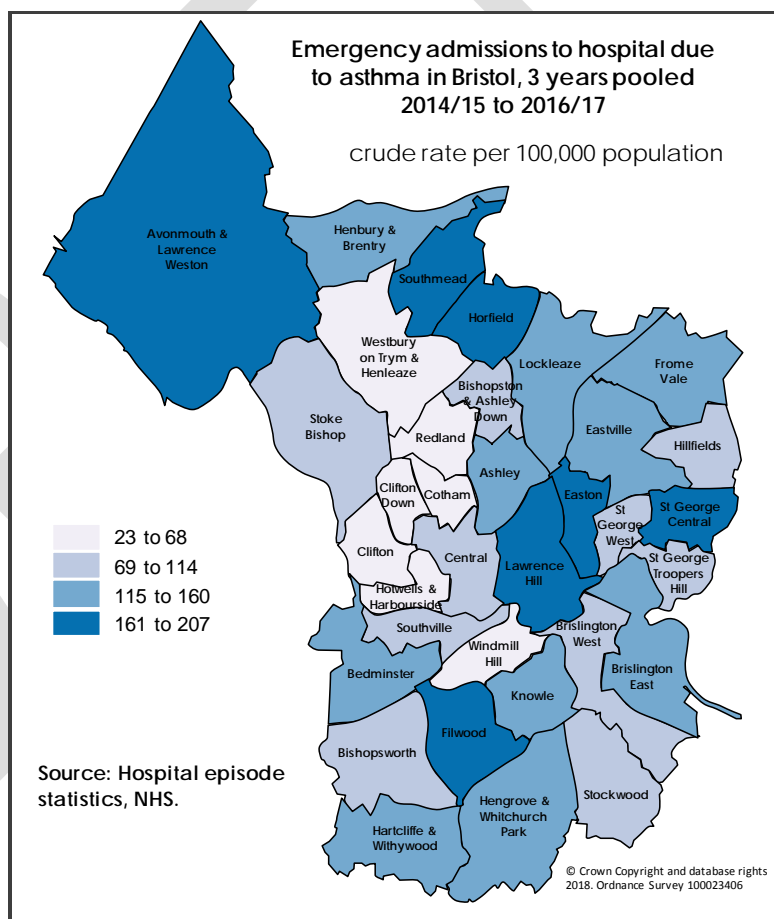 Emergency admissions to hospital due
to asthma in Bristol, 3 years pooled
2014/15 to 2016/17
crude rate per 100,000 population
Avonmouth &
Lawrence
Weston
Henbury &
Brentry
Southmead
Horfield
Westbury
on Trym &
Henleaze
Lockleaze
Frome
Vale
Bishopston
& Ashley
Down
Stoke
Bishop
Redland
Eastville
Hillfields
Ashley
Clifton
Down
Cotham
Easton
St George
Central
St
George
West
23 to 68
69 to 114
115 to 160
161 to 207
Clifton
Central
Lawrence
Hill
St George
Troopers
Hill
Hotwells &
Harbourside
Southville
Windmill
Hill
Brislington
West
Bedminster
Knowle
Brislington
East
Filwood
Bishopsworth
Source: Hospital episode
statistics, NHS.
Stockwood
Hengrove &
Whitchurch
Park
Hartcliffe &
Withywood
© Crown Copyright and database rights
2018. Ordnance Survey 100023406